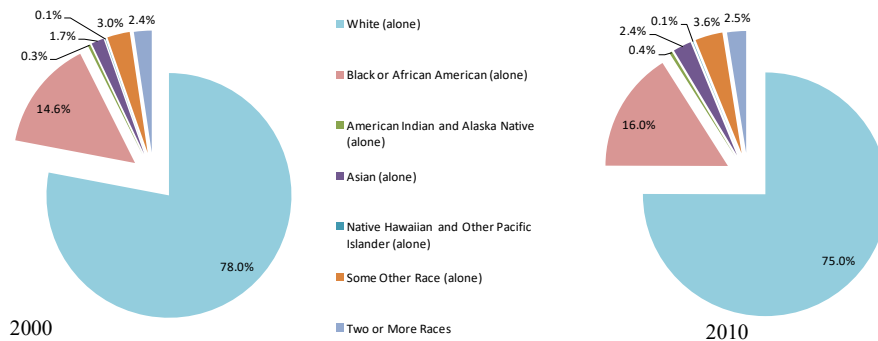 0.1%
3.0%
2.4%
1.7%
0.3%
14.6%
78.0%
2000
White (alone)
Black or African American (alone)
American Indian and Alaska Native
(alone)
Asian (alone)
Native Hawaiian and Other Pacific
Islander (alone)
Some Other Race (alone)
Two or More Races
0.1%
3.6%
2.5%
2.4%
0.4%
16.0%
75.0%
2010